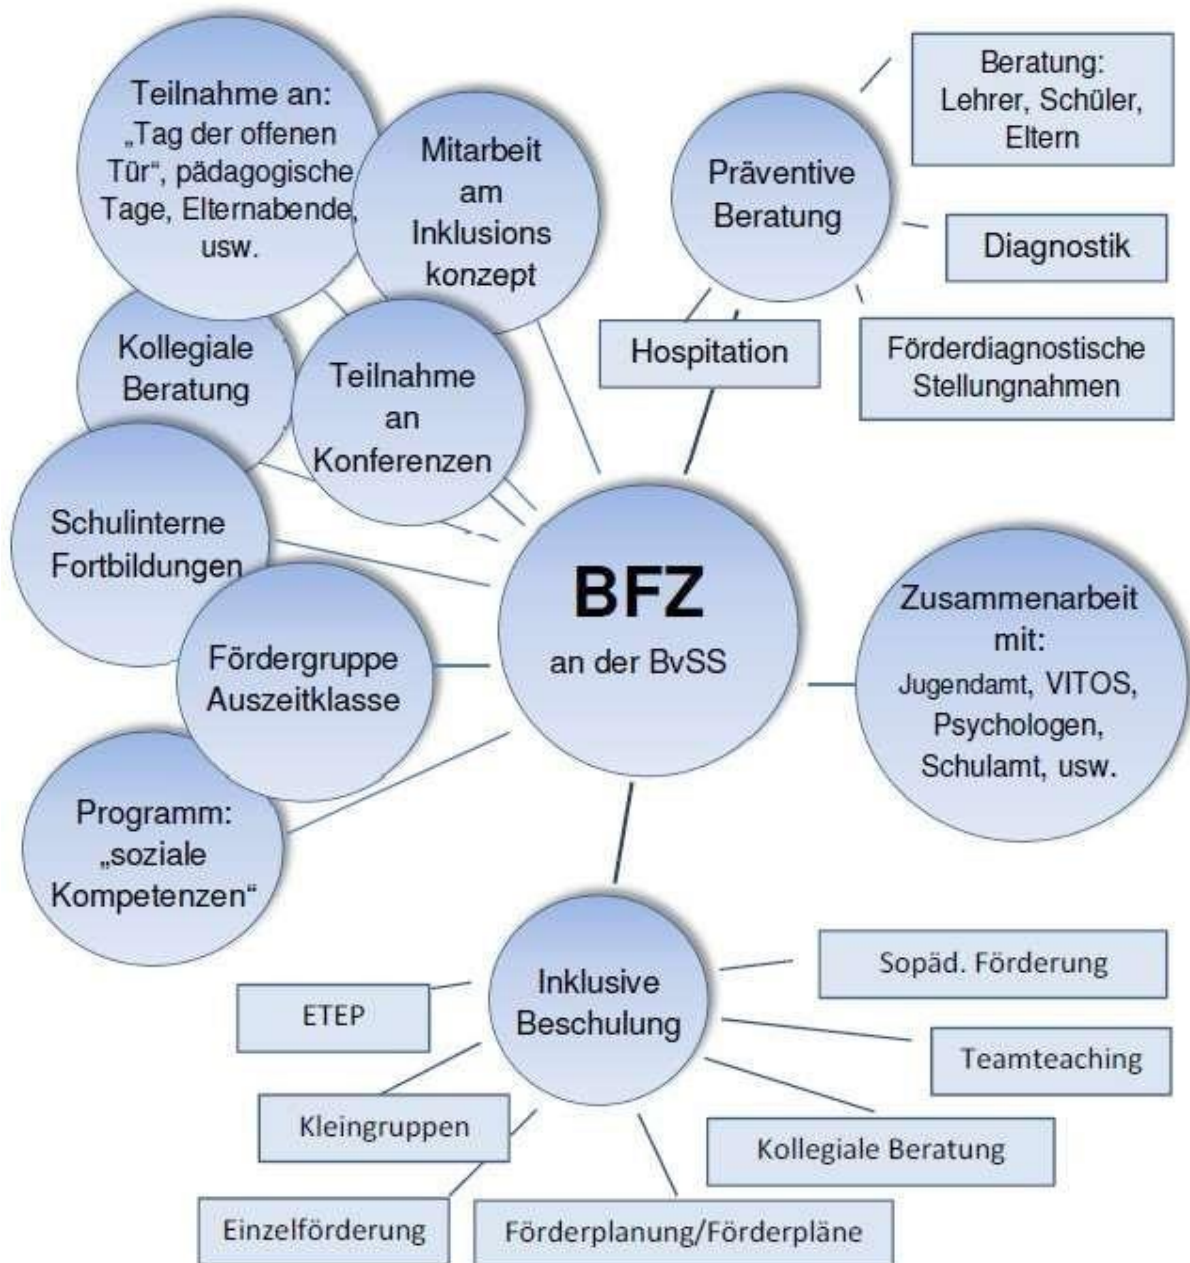 Teilnahme an:
„Tag der offenen
Tür“, pädagogische
Tage, Elternabende,
usw.
Mitarbeit
am
Inklusions
konzept
Präventive
Beratung
Beratung:
Lehrer, Schüler,
Eltern
Diagnostik
Förderdiagnostische
Stellungnahmen
Hospitation
Kollegiale
Beratung
Teilnahme
an
Konferenzen
Schulinterne
Fortbildungen
Fördergruppe
Auszeitklasse
Programm:
„soziale
Kompetenzen“
BFZ
an der BvSS
Zusammenarbeit
mit:
Jugendamt, VITOS,
Psychologen,
Schulamt, usw.
Inklusive
Beschulung
ETEP
Kleingruppen
Einzelförderung
Förderplanung/Förderpläne
Kollegiale Beratung
Teamteaching
Sopäd. Förderung